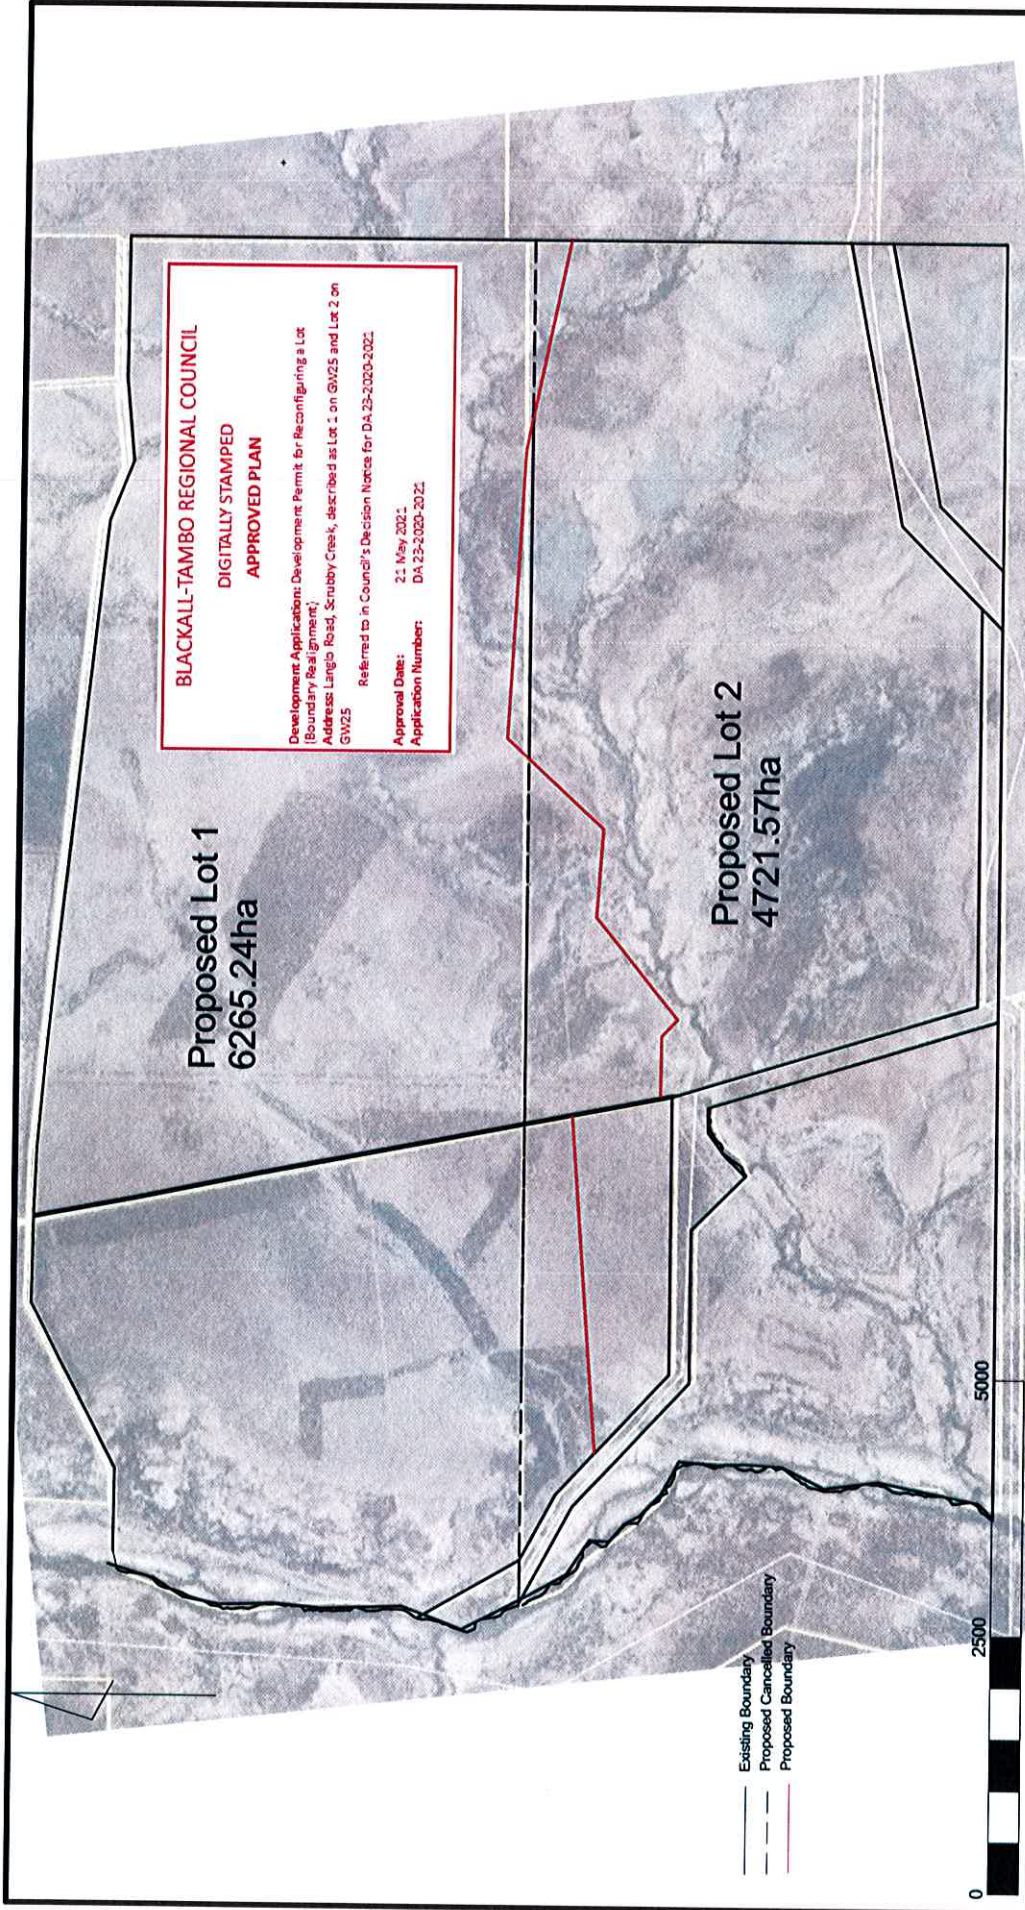 BLACKALL-TAMBO REGIONAL COUNCIL
DIGITALLY STAMPED
APPROVED PLAN
Development Application: Development Permit for Reconfiguring a Lot
(Boundary Realignment)
Address: Langlo Road, Scrubby Creek, described as Lot 1 on GW25 and Lot 2 on
GW25
Referred to in Council's Decision Notice for DA 23-2020-2021
Approval Date: 21 May 2021
Application Number: DA 23-2020-2021
Proposed Lot 1
6265.24ha
Proposed Lot 2
4721.57ha
Existing Boundary
Proposed Cancelled Boundary
Proposed Boundary
0 2500 5000